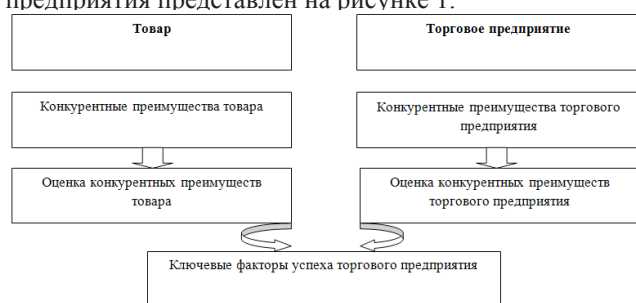 предприятия представлен на рисунке 1.
Товар
Торговое предприятие
Конкурентные преимущества товара
Конкурентные преимущества торгового
предприятия
Оценка конкурентных преимуществ
товара
Оценка конкурентных преимуществ
торгового предприятия
Ключевые факторы успеха торгового предприятия